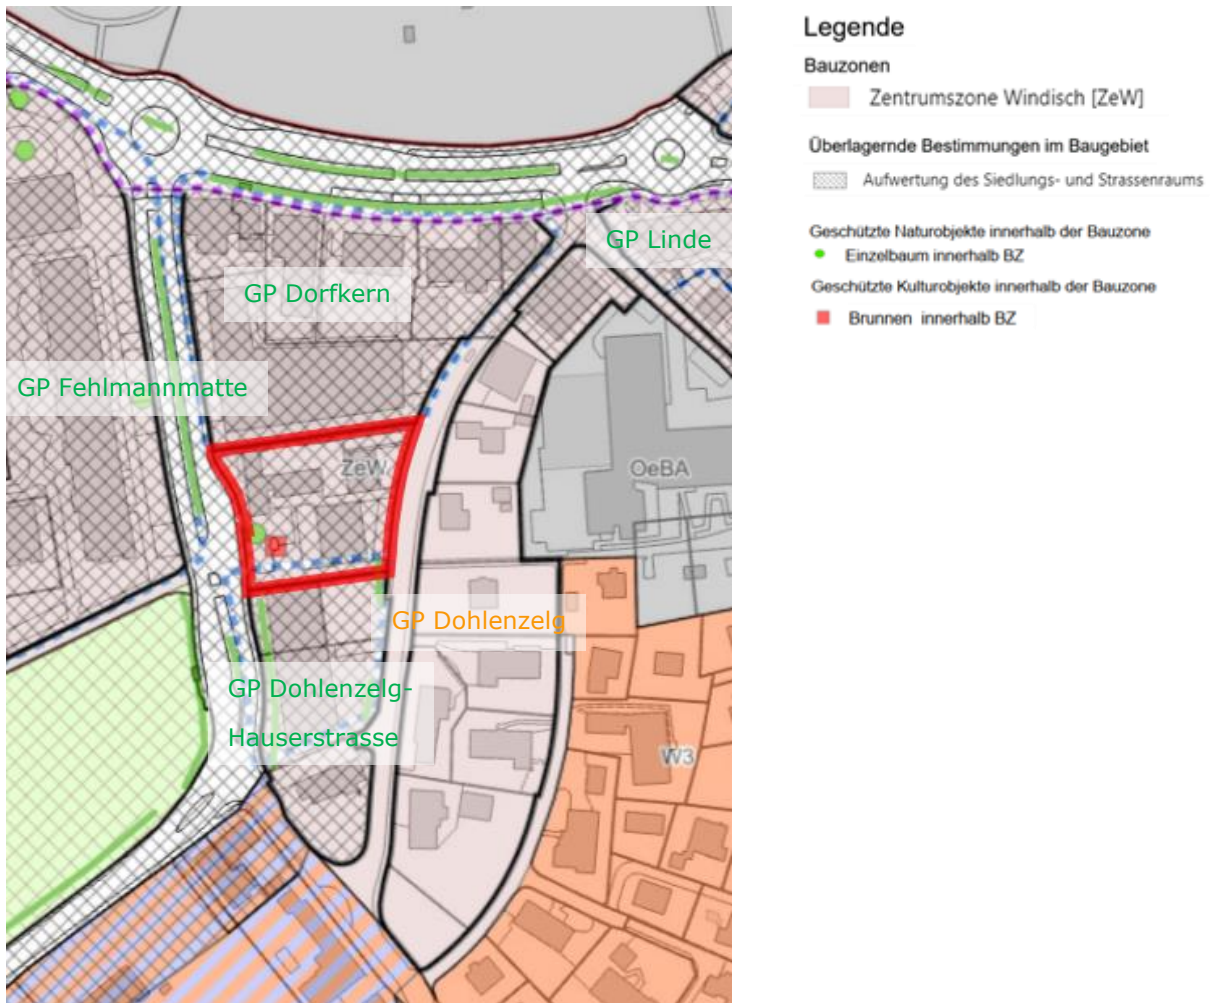 GP Linde
GP Dorfkern
GP Fehlmannmatte
ZeW
OeBA
GP Dohlenzelg
GP Dohlenzelg-
Hauserstrasse
W3
Legende
Bauzonen
Zentrumszone Windisch [ZeW]
Überlagernde Bestimmungen im Baugebiet
Aufwertung des Siedlungs- und Strassenraums
Geschützte Naturobjekte innerhalb der Bauzone
Einzelbaum innerhalb BZ
Geschützte Kulturobjekte innerhalb der Bauzone
Brunnen innerhalb BZ